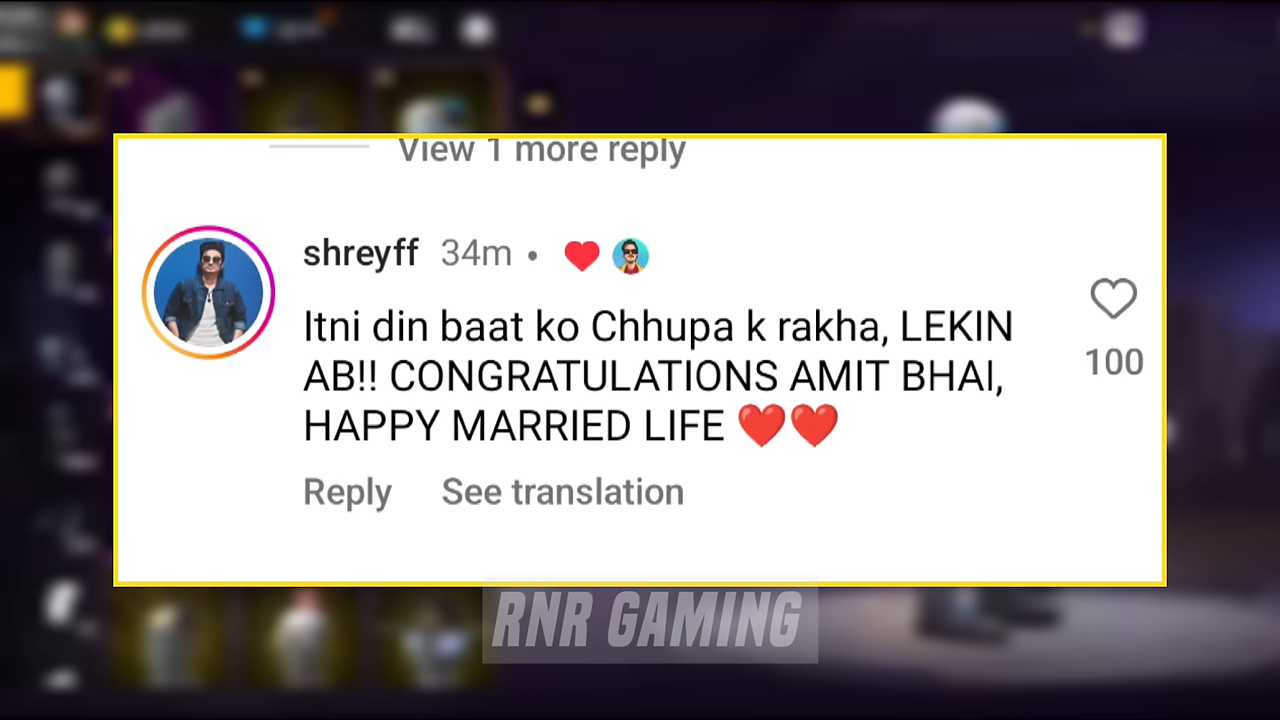 View 1 more reply
shreyff 34m •
Itni din baat ko Chhupa k rakha, LEKIN
AB!! CONGRATULATIONS AMIT BHAI,
HAPPY MARRIED LIFE ❤️❤️
100
Reply See translation
RNR GAMING